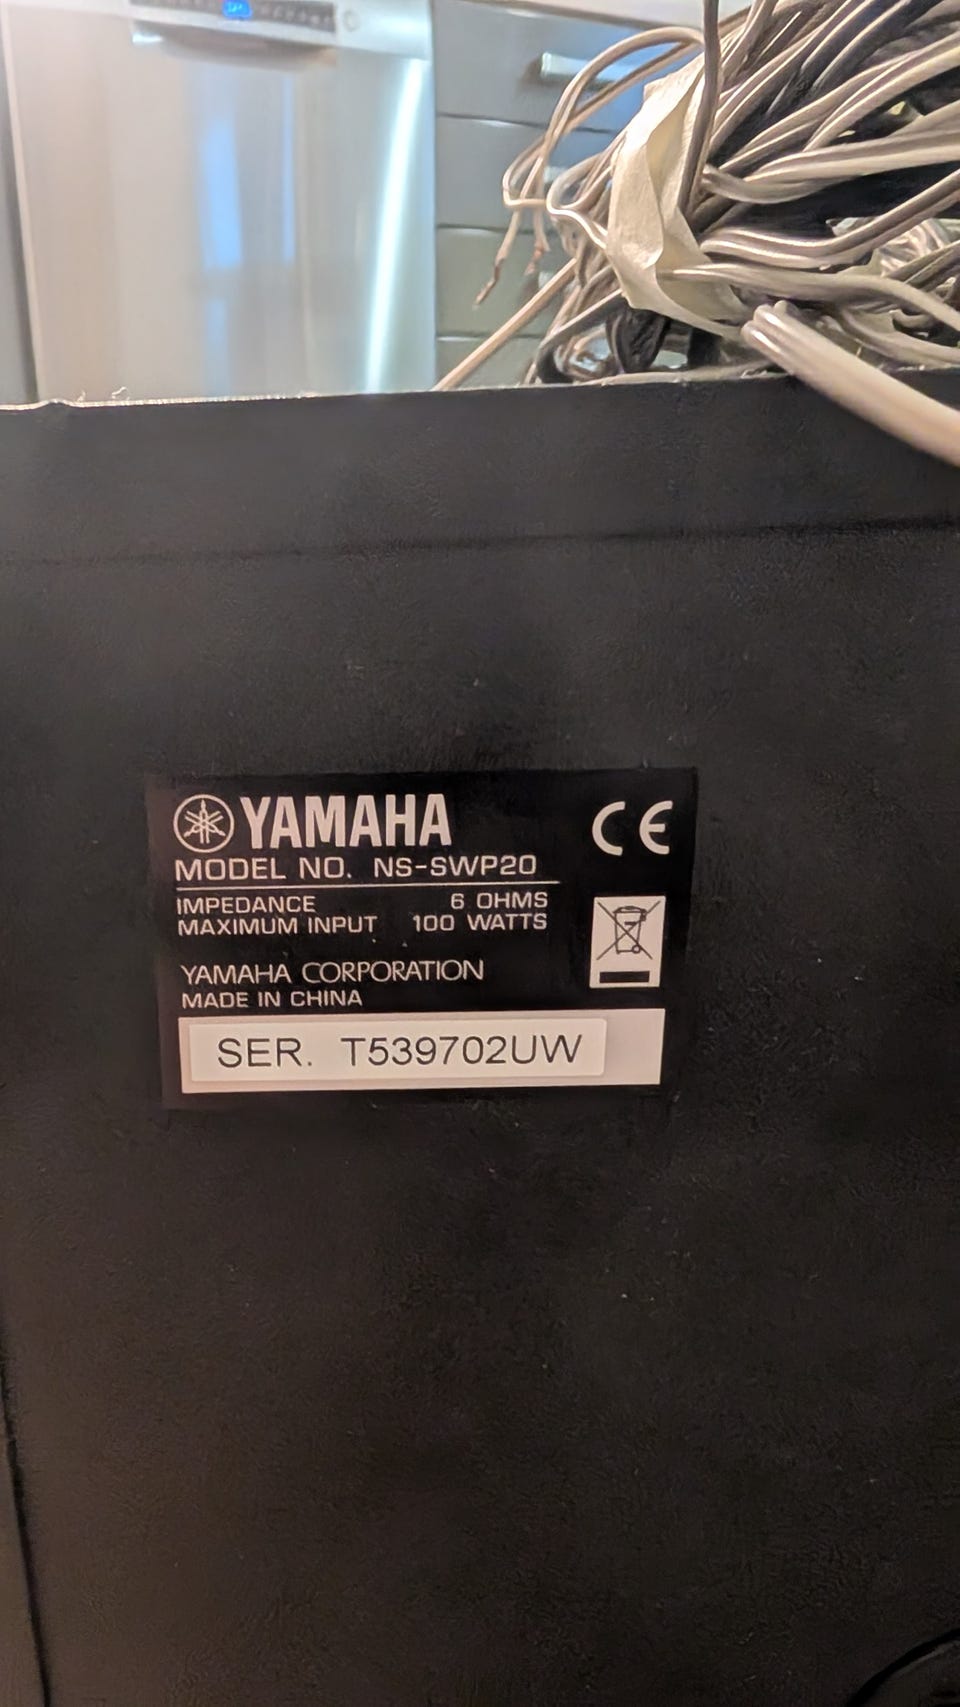 YAMAHA
MODEL NO. NS-SWP20
IMPEDANCE 6 OHMS
MAXIMUM INPUT 100 WATTS
YAMAHA CORPORATION
MADE IN CHINA
SER. T539702UW
CE